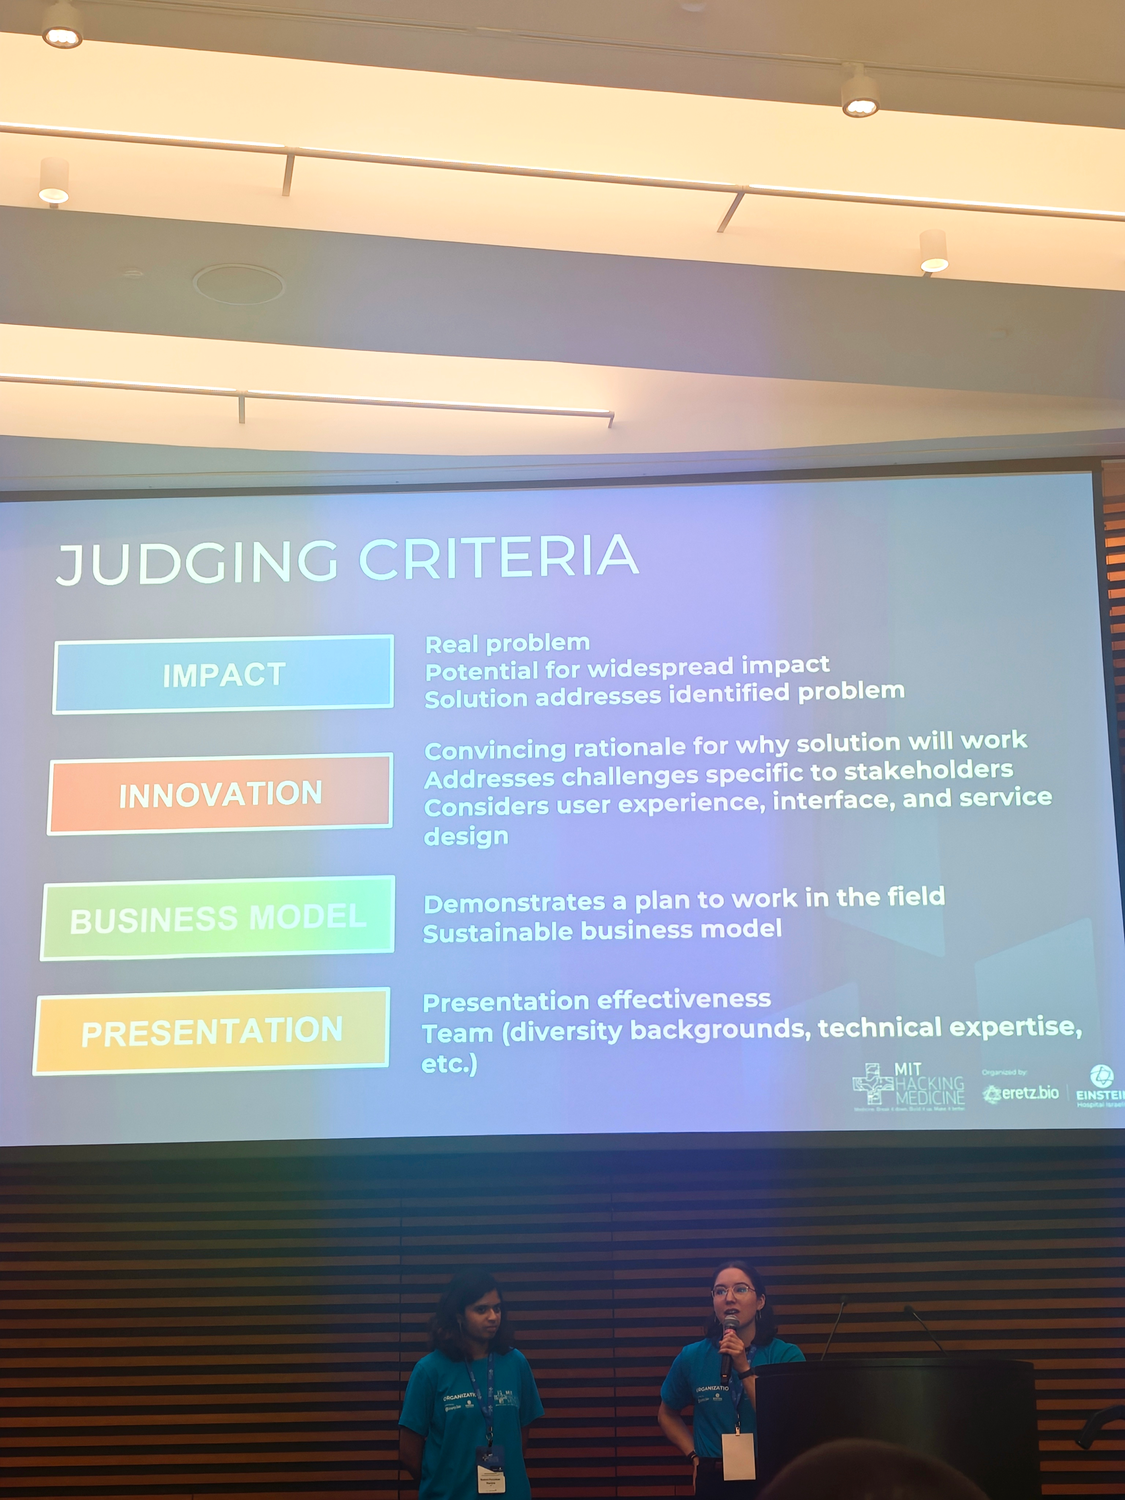 JUDGING CRITERIA
IMPACT
Real problem
Potential for widespread impact
Solution addresses identified problem
INNOVATION
Convincing rationale for why solution will work
Addresses challenges specific to stakeholders
Considers user experience, interface, and service
design
BUSINESS MODEL
Demonstrates a plan to work in the field
Sustainable business model
PRESENTATION
Presentation effectiveness
Team (diversity backgrounds, technical expertise,
etc.)
MIT
HACKING
MEDICINE
Organized by:
eretz.bio
EINSTEI
Hospital Israeli
ORGANIZATI
ORGANIZATIO